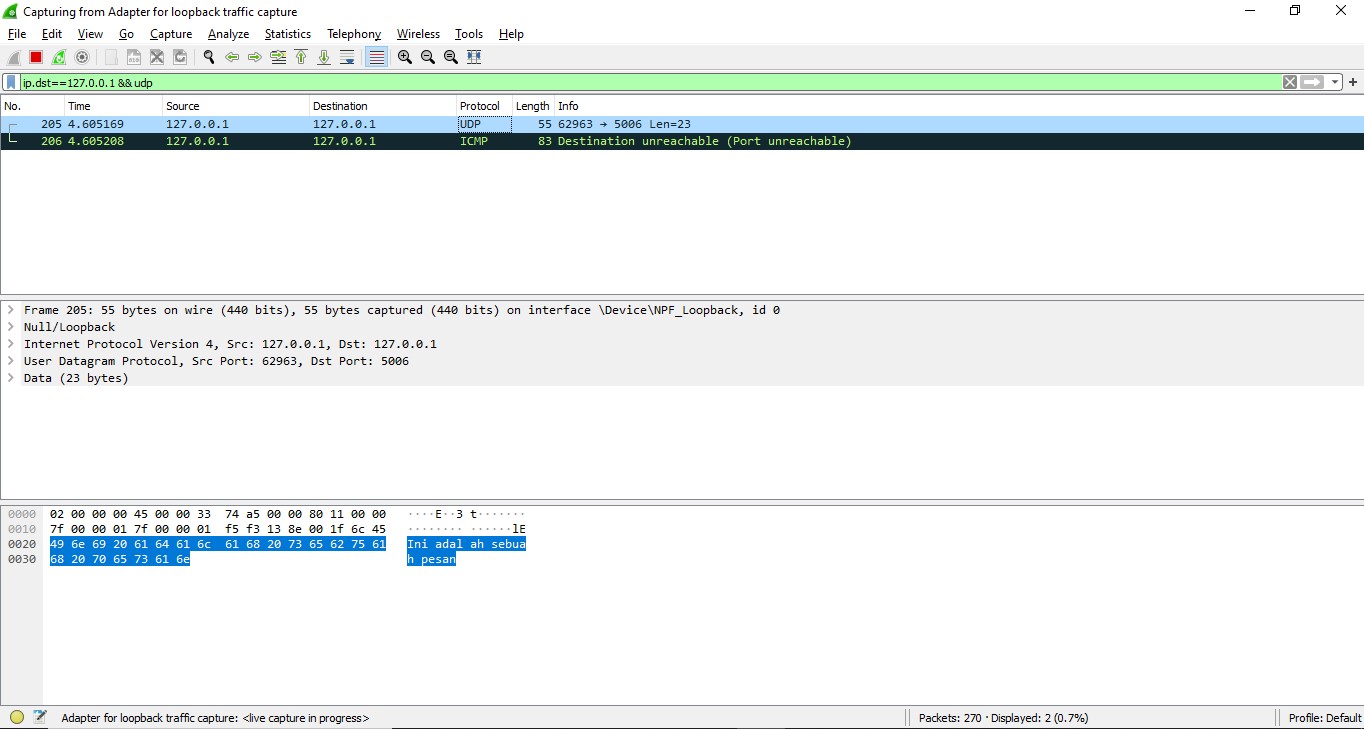 Capturing from Adapter for loopback traffic capture
File Edit View Go Capture Analyze Statistics Telephony Wireless Tools Help
ip.dst==127.0.0.1 && udp
No. Time Source Destination Protocol Length Info
205 4.605169 127.0.0.1 127.0.0.1 UDP 55 62963 → 5006 Len=23
206 4.605208 127.0.0.1 127.0.0.1 ICMP 83 Destination unreachable (Port unreachable)
Frame 205: 55 bytes on wire (440 bits), 55 bytes captured (440 bits) on interface \Device\NPF_Loopback, id 0
Null/Loopback
Internet Protocol Version 4, Src: 127.0.0.1, Dst: 127.0.0.1
User Datagram Protocol, Src Port: 62963, Dst Port: 5006
Data (23 bytes)
0000 02 00 00 00 45 00 00 33 74 a5 00 00 80 11 00 00 ····E··3 t·······
0010 7f 00 00 01 7f 00 00 01 f5 f3 13 8e 00 1f 6c 45 ········ ······lE
0020 49 6e 69 20 61 64 61 6c 61 68 20 73 65 62 75 61 Ini adal ah sebua
0030 68 20 70 65 73 61 6e h pesan
Adapter for loopback traffic capture: <live capture in progress> Packets: 270 · Displayed: 2 (0.7%) Profile: Default